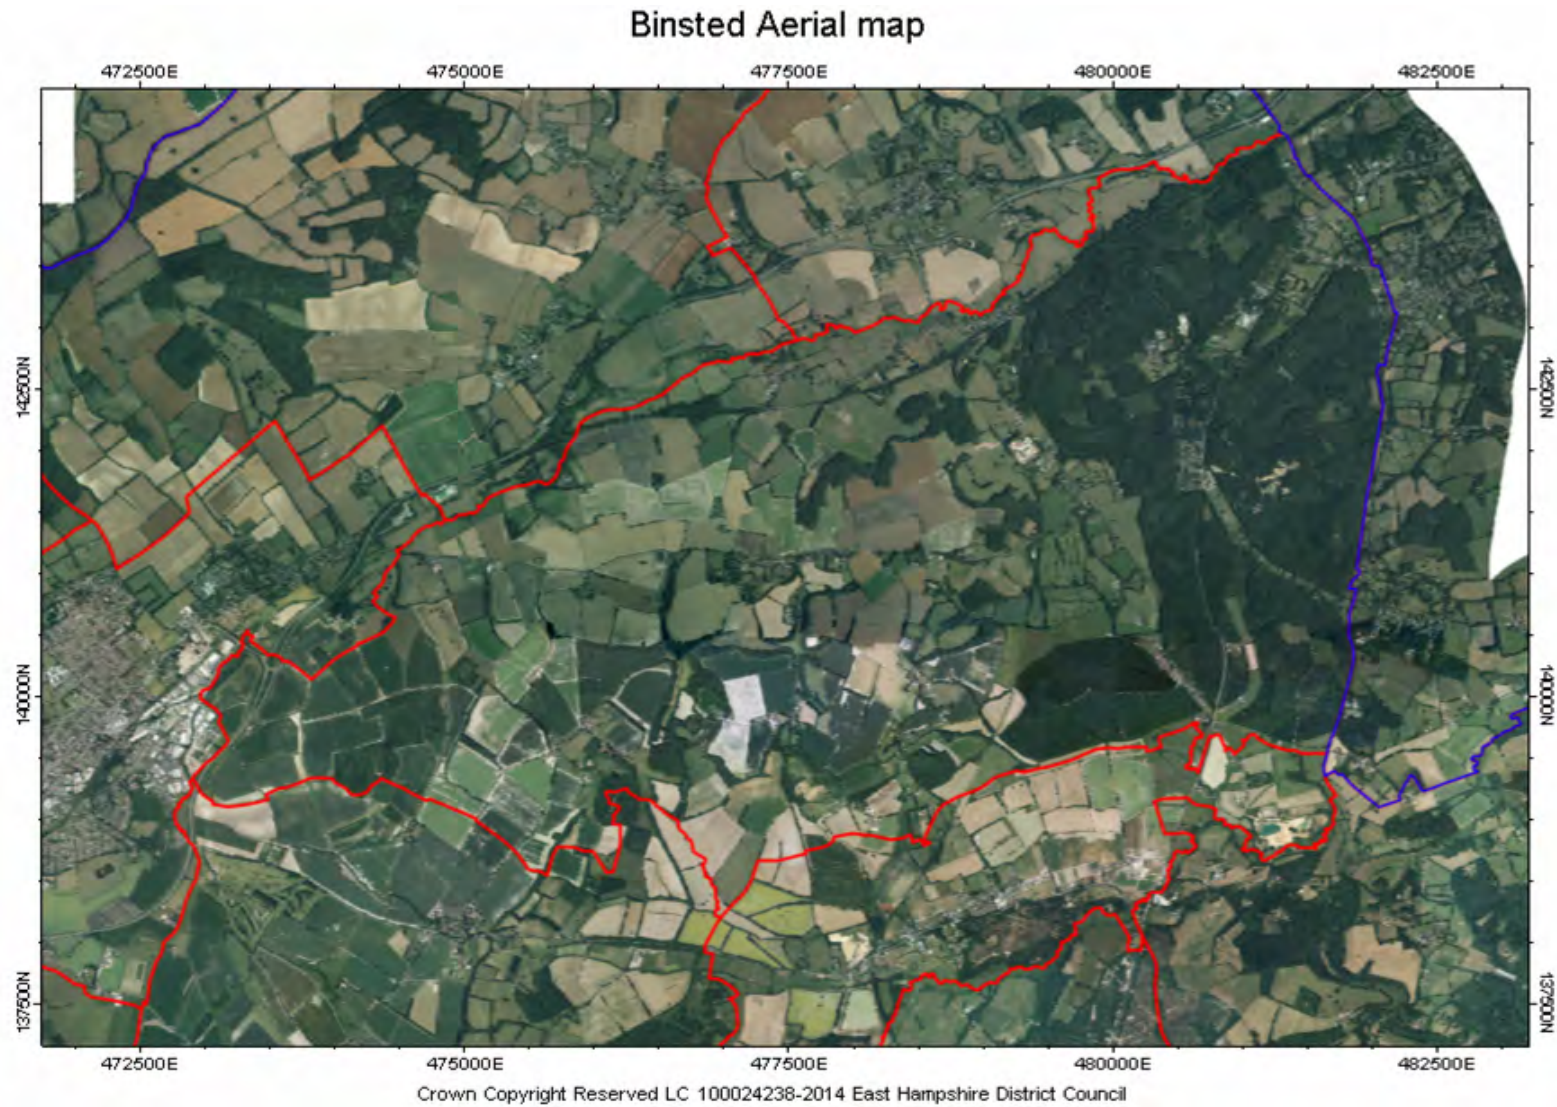 Binsted Aerial map
472500E 475000E 477500E 480000E 482500E
142500N 142500N
140000N 140000N
137500N 137500N
472500E 475000E 477500E 480000E 482500E
Crown Copyright Reserved LC 100024238-2014 East Hampshire District Council